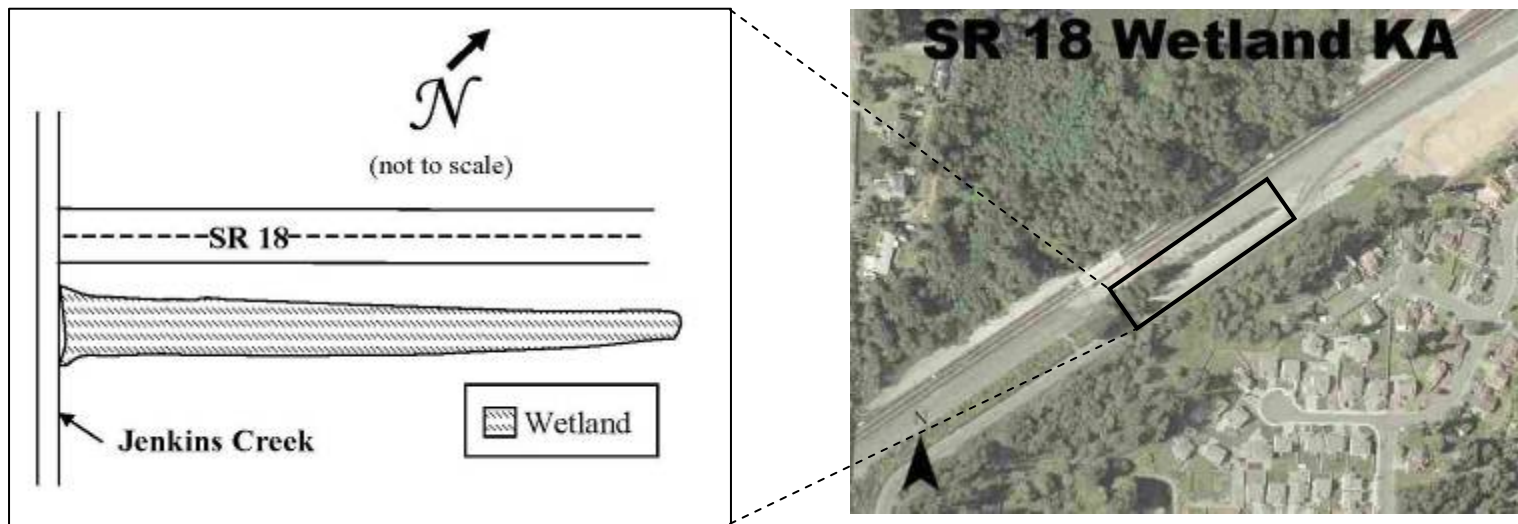 N
(not to scale)
SR 18
Jenkins Creek
Wetland
SR 18 Wetland KA